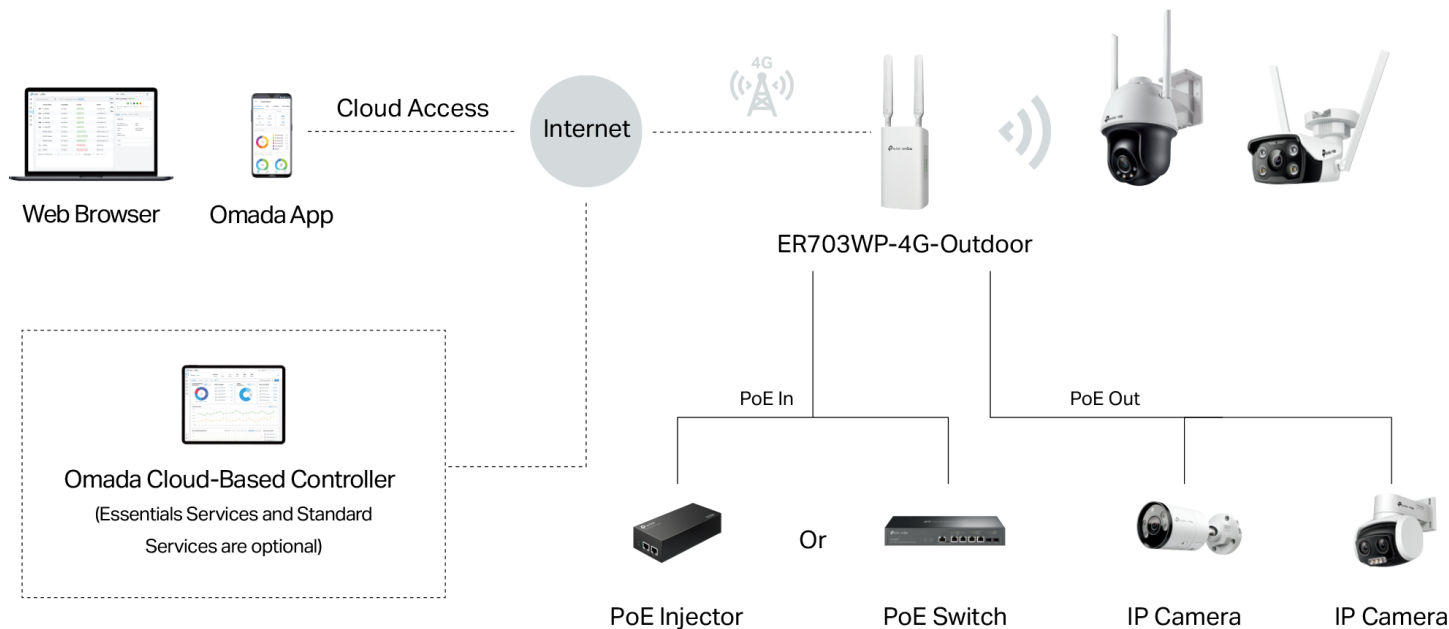 4G
Cloud Access
Internet
Web Browser
Omada App
ER703WP-4G-Outdoor
PoE In
PoE Out
Omada Cloud-Based Controller
(Essentials Services and Standard
Services are optional)
Or
PoE Injector
PoE Switch
IP Camera
IP Camera